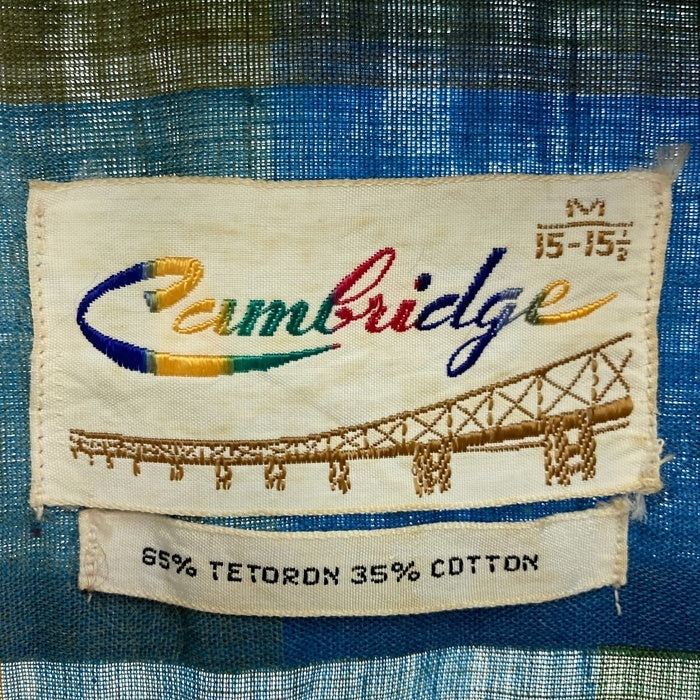 M
15-15½
Cambridge
65% TETORON 35% COTTON